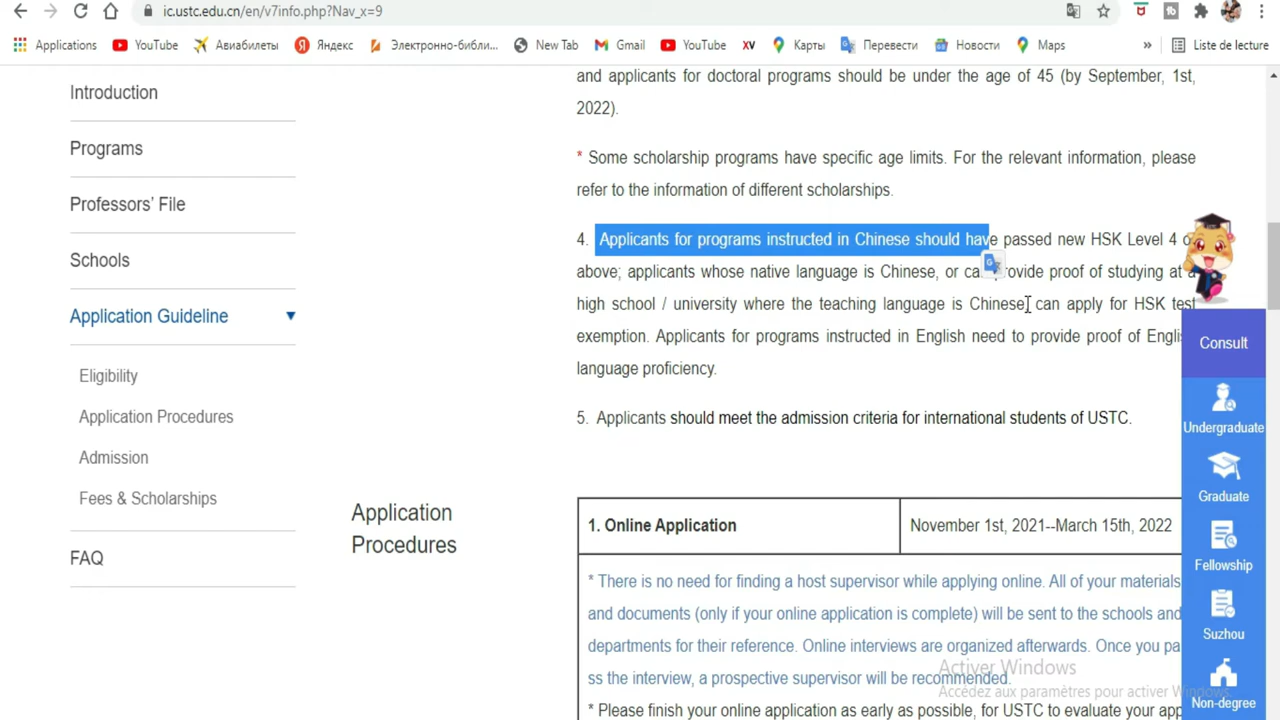 ic.ustc.edu.cn/en/v7info.php?Nav_x=9
Applications
YouTube
Авиабилеты
Яндекс
Электронно-библи...
New Tab
Gmail
YouTube
XV
Карты
Перевести
Новости
Maps
»
Liste de lecture
Introduction
Programs
Professors' File
Schools
Application Guideline
Eligibility
Application Procedures
Admission
Fees & Scholarships
FAQ
and applicants for doctoral programs should be under the age of 45 (by September, 1st,
2022).
* Some scholarship programs have specific age limits. For the relevant information, please
refer to the information of different scholarships.
4. Applicants for programs instructed in Chinese should have passed new HSK Level 4 o
above; applicants whose native language is Chinese, or ca provide proof of studying at a
high school / university where the teaching language is Chinese can apply for HSK test
exemption. Applicants for programs instructed in English need to provide proof of Engli
language proficiency.
5. Applicants should meet the admission criteria for international students of USTC.
Application
Procedures
1. Online Application
November 1st, 2021--March 15th, 2022
* There is no need for finding a host supervisor while applying online. All of your materials
and documents (only if your online application is complete) will be sent to the schools and
departments for their reference. Online interviews are organized afterwards. Once you pa
ss the interview, a prospective supervisor will be recommended.
* Please finish your online application as early as possible, for USTC to evaluate your app
Consult
Undergraduate
Graduate
Fellowship
Suzhou
Non-degree
Activer Windows
Accédez aux paramètres pour activer Windows.